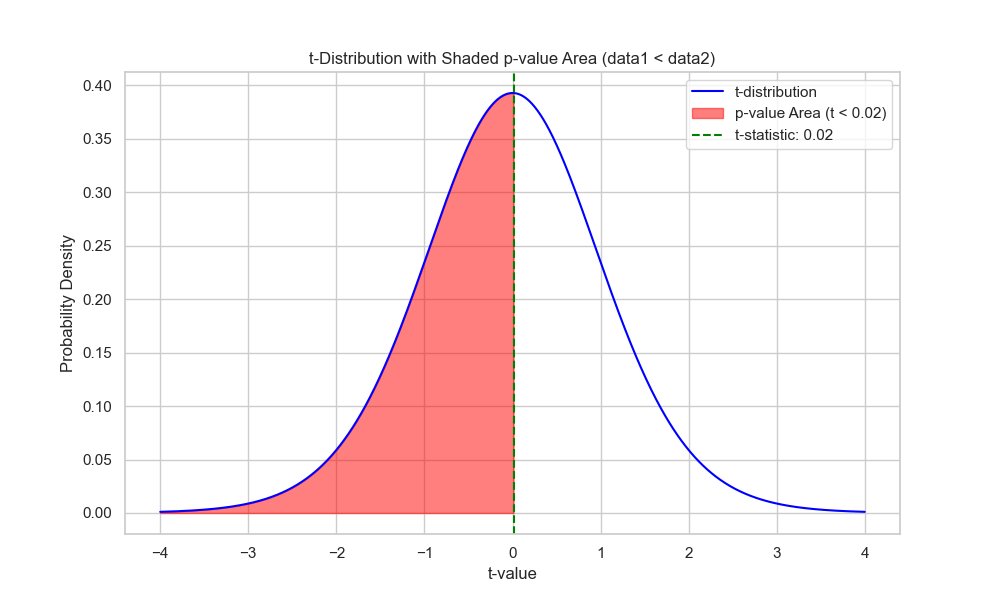 t-Distribution with Shaded p-value Area (data1 < data2)
t-distribution
p-value Area (t < 0.02)
t-statistic: 0.02
Probability Density
0.40
0.35
0.30
0.25
0.20
0.15
0.10
0.05
0.00
−4 −3 −2 −1 0 1 2 3 4
t-value